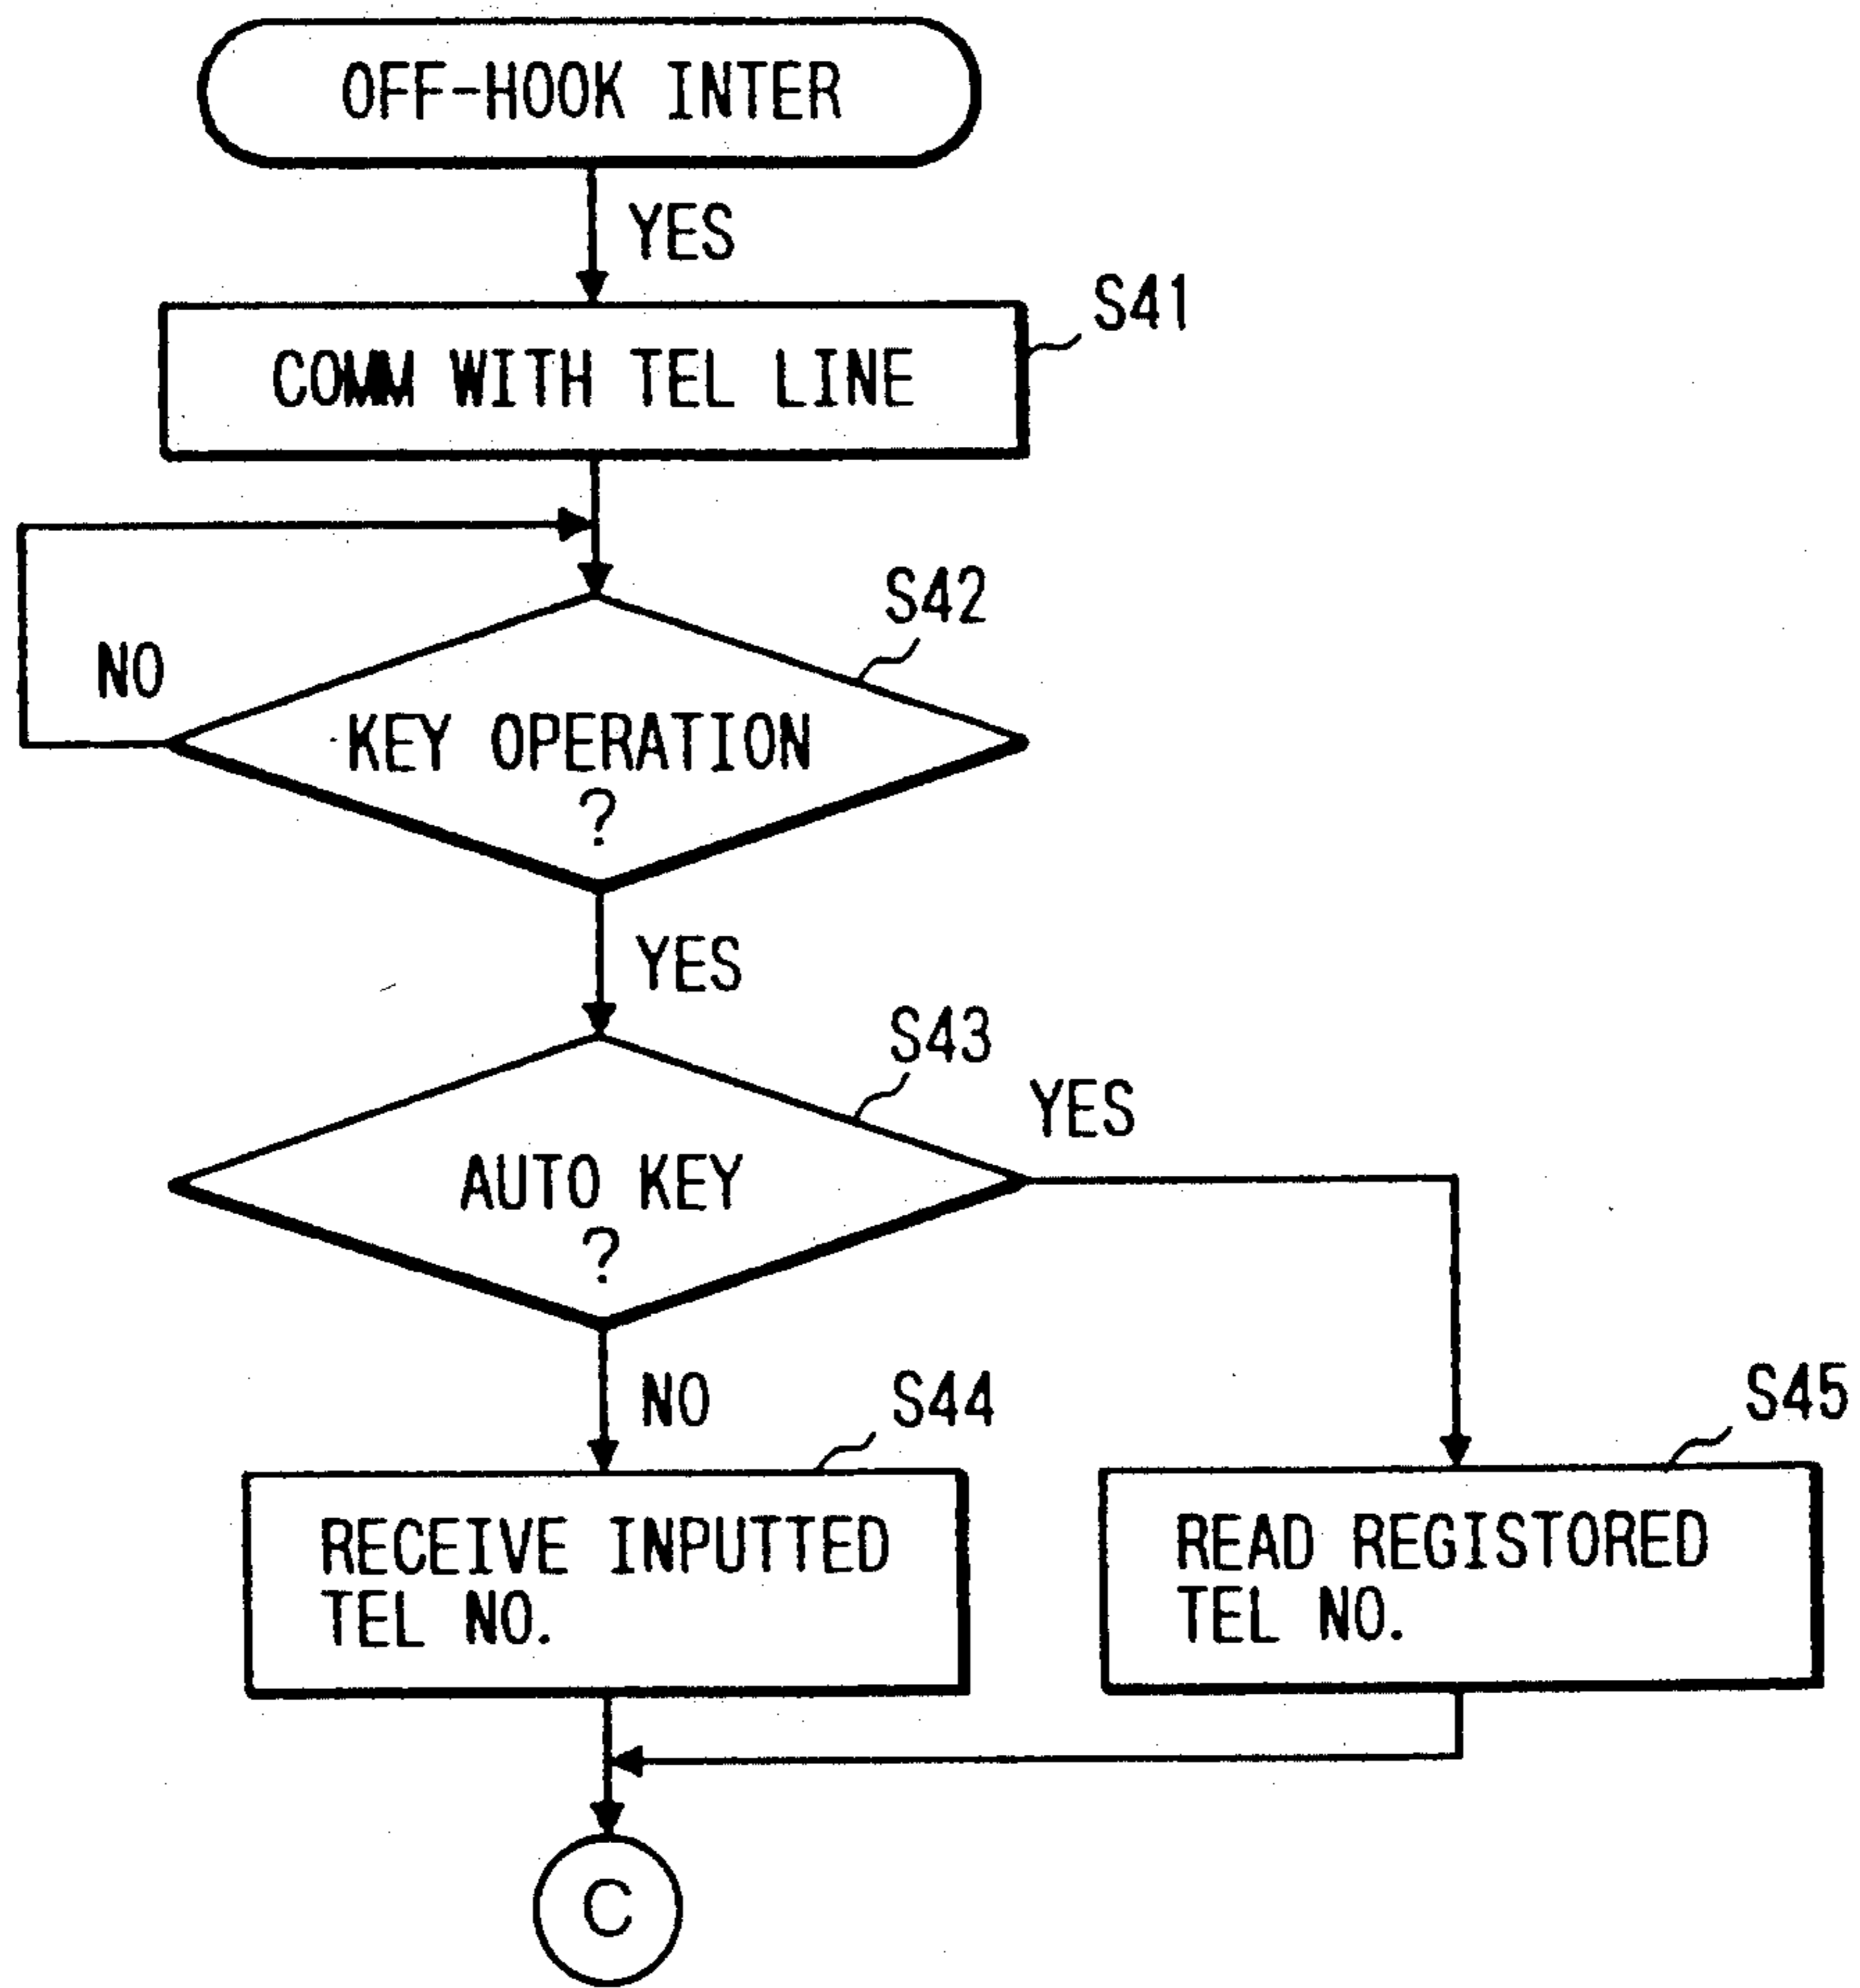 OFF-HOOK INTER
YES
S41
COMM WITH TEL LINE
S42
NO
KEY OPERATION
?
YES
S43
YES
AUTO KEY
?
NO
S44
S45
RECEIVE INPUTTED
TEL NO.
READ REGISTORED
TEL NO.
C